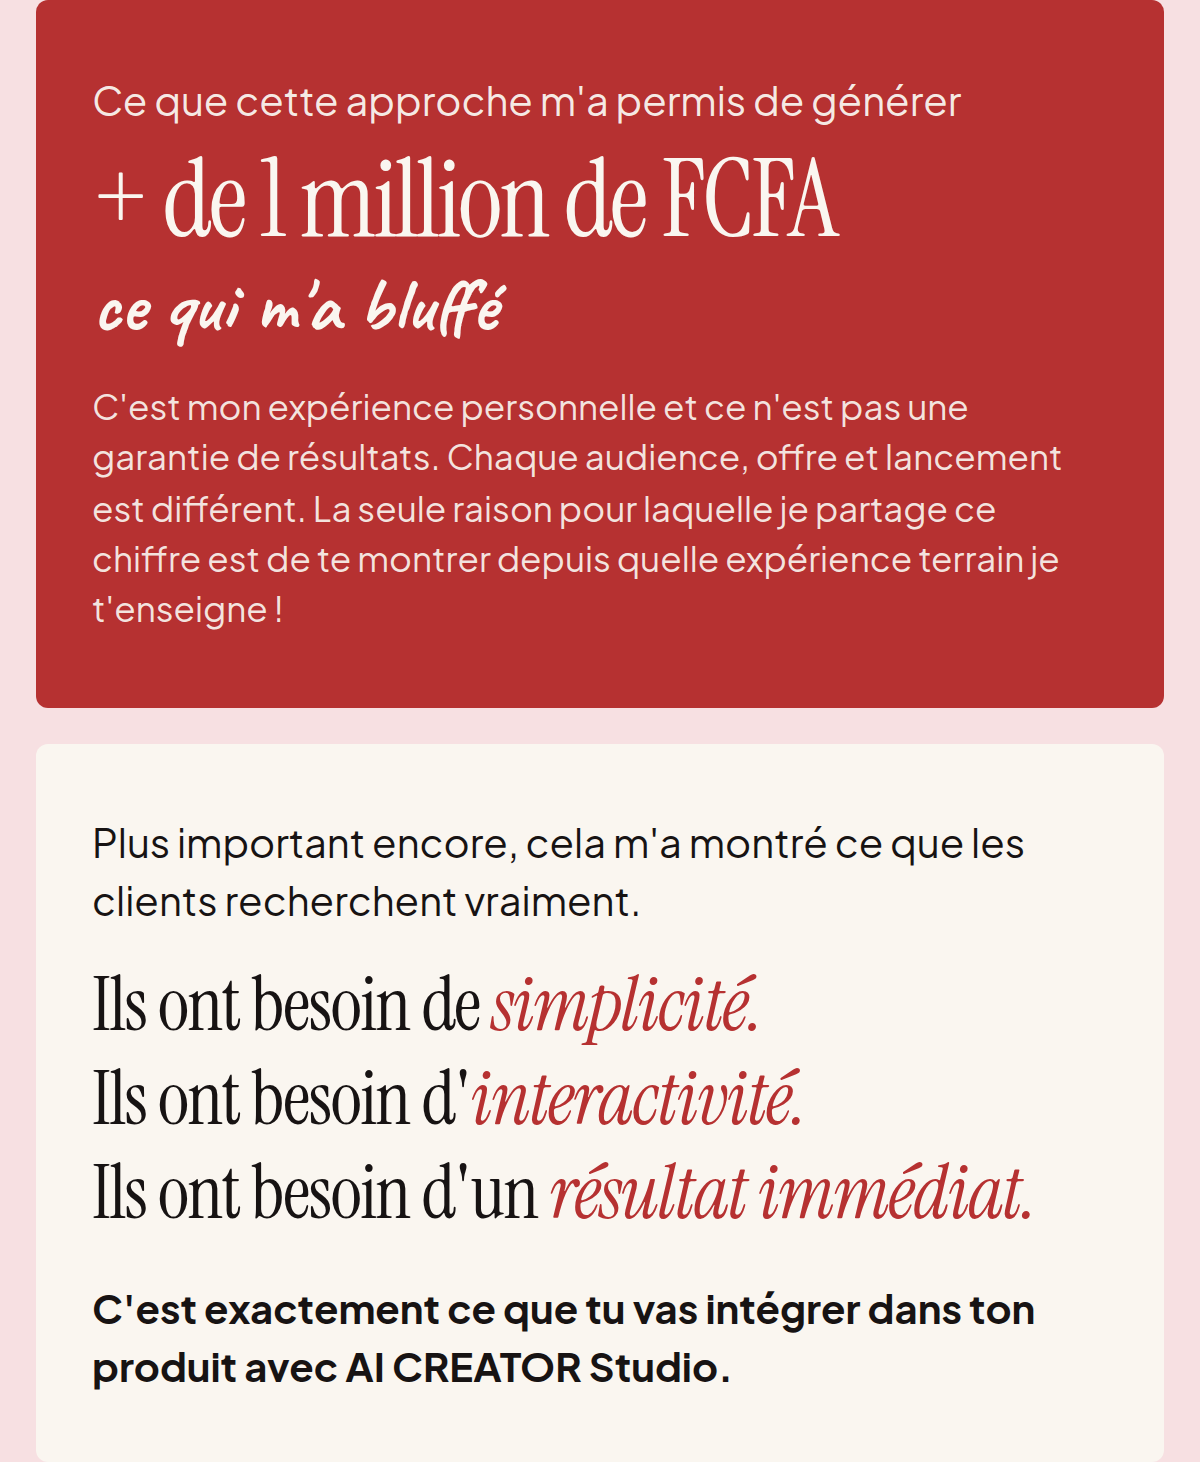 Ce que cette approche m'a permis de générer
+ de 1 million de FCFA
ce qui m'a bluffé
C'est mon expérience personnelle et ce n'est pas une
garantie de résultats. Chaque audience, offre et lancement
est différent. La seule raison pour laquelle je partage ce
chiffre est de te montrer depuis quelle expérience terrain je
t'enseigne !
Plus important encore, cela m'a montré ce que les
clients recherchent vraiment.
Ils ont besoin de simplicité.
Ils ont besoin d'interactivité.
Ils ont besoin d'un résultat immédiat.
C'est exactement ce que tu vas intégrer dans ton
produit avec AI CREATOR Studio.